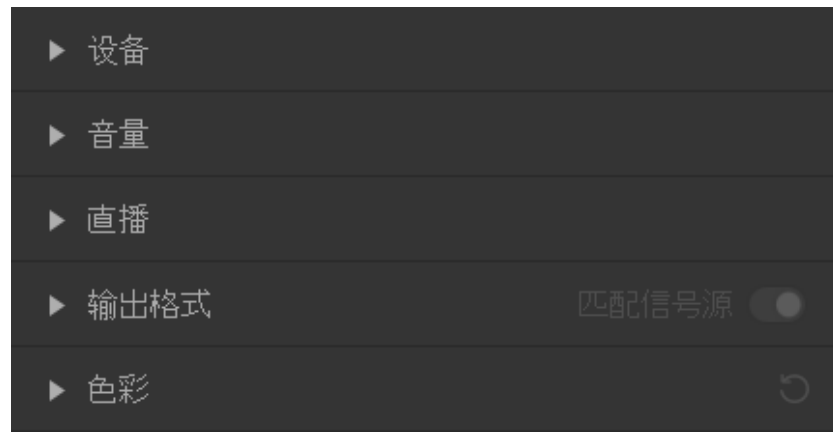 设备
音量
直播
输出格式 匹配信号源
色彩